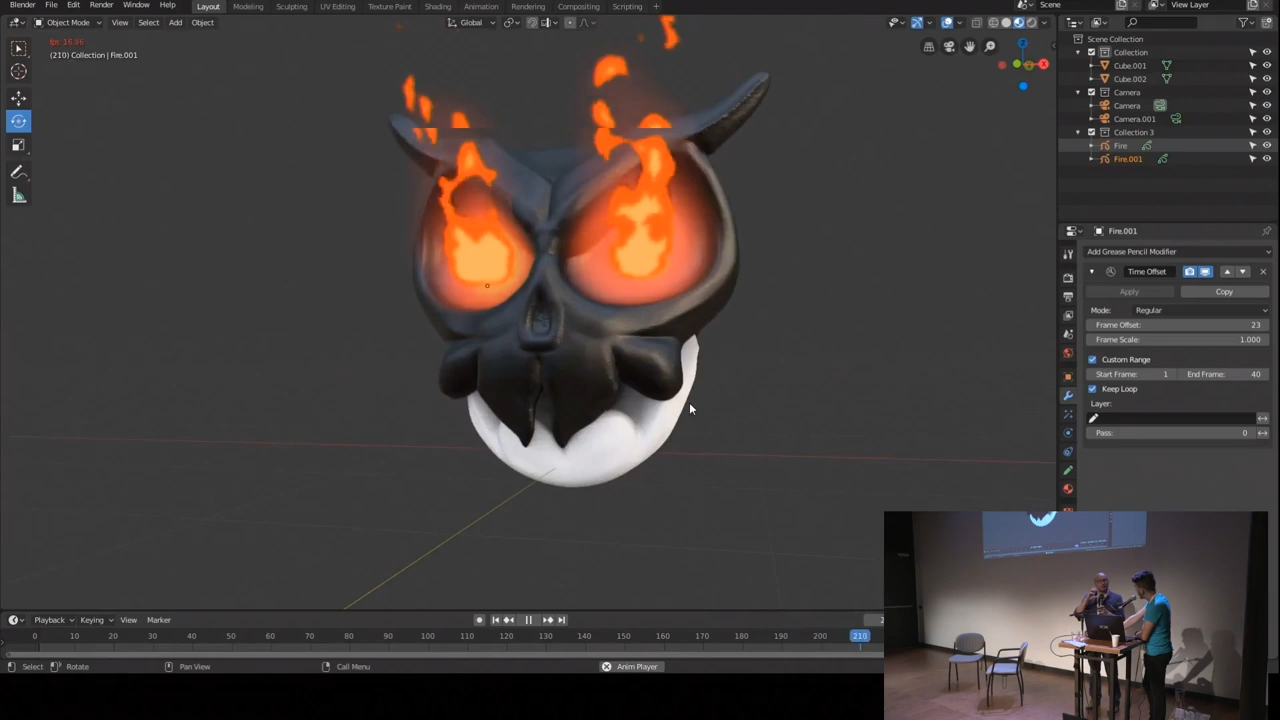 Blender File Edit Render Window Help Layout Modeling Sculpting UV Editing Texture Paint Shading Animation Rendering Compositing Scripting + Scene View Layer
Object Mode View Select Add Object Global
fps: 16.96
(210) Collection | Fire.001
Scene Collection
Collection
Cube.001
Cube.002
Camera
Camera
Camera.001
Collection 3
Fire
Fire.001
Fire.001
Add Grease Pencil Modifier
Time Offset
Apply Copy
Mode: Regular
Frame Offset: 23
Frame Scale: 1.000
Custom Range
Start Frame: 1 End Frame: 40
Keep Loop
Layer:
Pass: 0
Playback Keying View Marker
0 10 20 30 40 50 60 70 80 90 100 110 120 130 140 150 160 170 180 190 200 210
Select Rotate Pan View Call Menu Anim Player